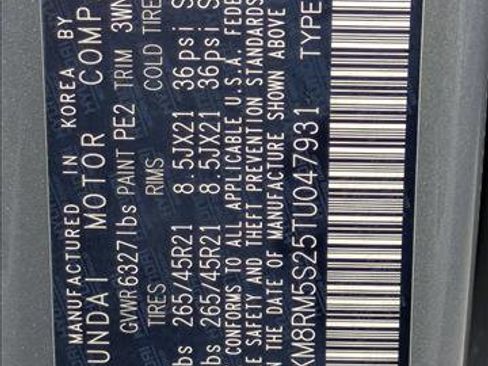 MANUFACTURED IN KOREA BY
UNDAI MOTOR COMP
GVWR 6327lbs PAINT PE2 TRIM 3WN
TIRES RIMS COLD TIRE
lbs 265/45R21 8.5JX21 36psi S
lbs 265/45R21 8.5JX21 36psi S
CONFORMS TO ALL APPLICABLE U.S.A. FEDE
E SAFETY AND THEFT PREVENTION STANDARDS
N THE DATE OF MANUFACTURE SHOWN ABOVE
KM8RM5S25TU047931 TYPE